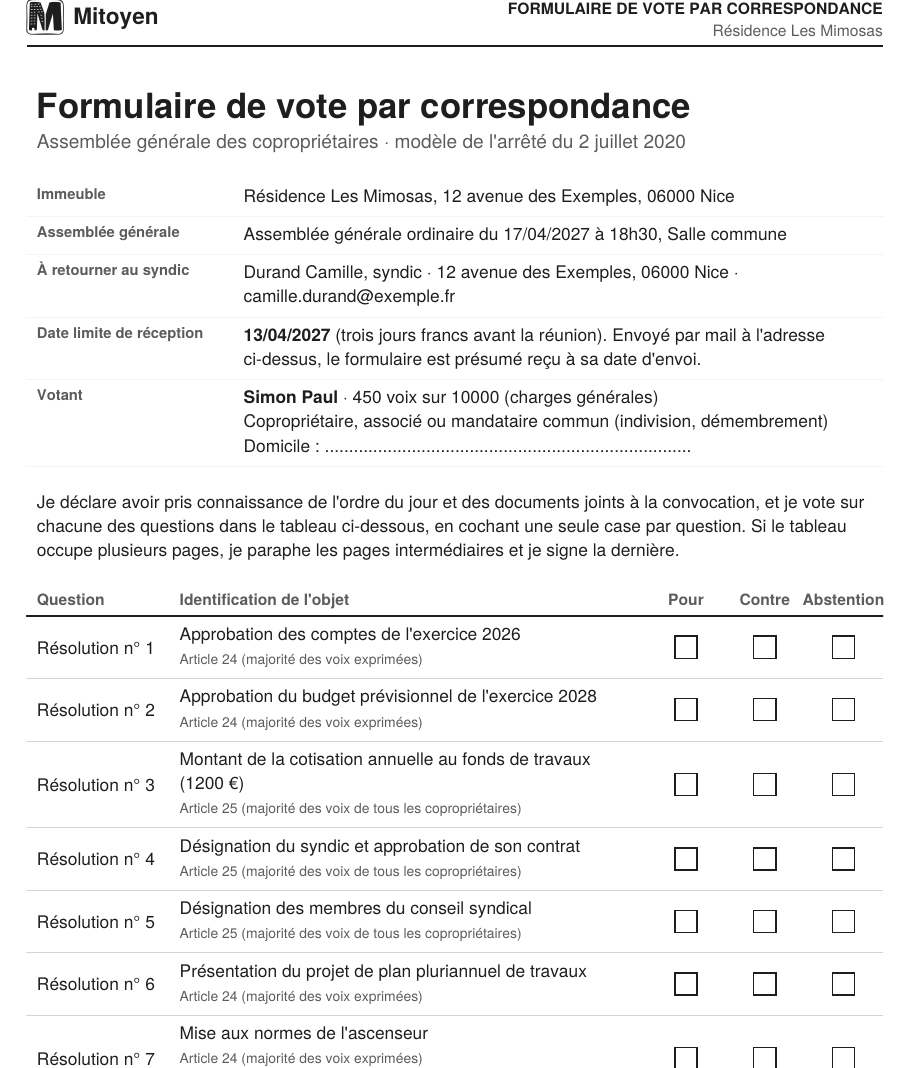 Mitoyen
FORMULAIRE DE VOTE PAR CORRESPONDANCE
Résidence Les Mimosas
Formulaire de vote par correspondance
Assemblée générale des copropriétaires · modèle de l'arrêté du 2 juillet 2020
Immeuble
Résidence Les Mimosas, 12 avenue des Exemples, 06000 Nice
Assemblée générale
Assemblée générale ordinaire du 17/04/2027 à 18h30, Salle commune
À retourner au syndic
Durand Camille, syndic · 12 avenue des Exemples, 06000 Nice ·
camille.durand@exemple.fr
Date limite de réception
13/04/2027 (trois jours francs avant la réunion). Envoyé par mail à l'adresse
ci-dessus, le formulaire est présumé reçu à sa date d'envoi.
Votant
Simon Paul · 450 voix sur 10000 (charges générales)
Copropriétaire, associé ou mandataire commun (indivision, démembrement)
Domicile : ............................................................................
Je déclare avoir pris connaissance de l'ordre du jour et des documents joints à la convocation, et je vote sur
chacune des questions dans le tableau ci-dessous, en cochant une seule case par question. Si le tableau
occupe plusieurs pages, je paraphe les pages intermédiaires et je signe la dernière.
Question Identification de l'objet Pour Contre Abstention
Résolution n° 1
Approbation des comptes de l'exercice 2026
Article 24 (majorité des voix exprimées)
Résolution n° 2
Approbation du budget prévisionnel de l'exercice 2028
Article 24 (majorité des voix exprimées)
Résolution n° 3
Montant de la cotisation annuelle au fonds de travaux
(1200 €)
Article 25 (majorité des voix de tous les copropriétaires)
Résolution n° 4
Désignation du syndic et approbation de son contrat
Article 25 (majorité des voix de tous les copropriétaires)
Résolution n° 5
Désignation des membres du conseil syndical
Article 25 (majorité des voix de tous les copropriétaires)
Résolution n° 6
Présentation du projet de plan pluriannuel de travaux
Article 24 (majorité des voix exprimées)
Résolution n° 7
Mise aux normes de l'ascenseur
Article 24 (majorité des voix exprimées)